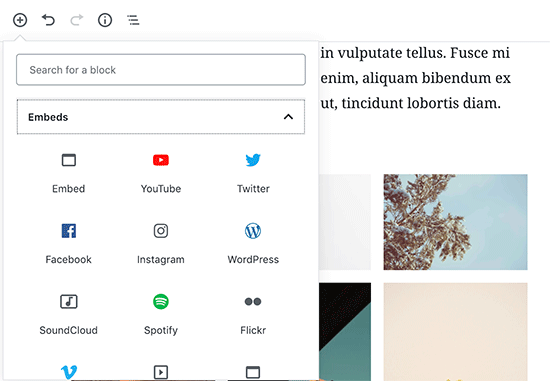 in vulputate tellus. Fusce mi
enim, aliquam bibendum ex
ut, tincidunt lobortis diam.
Search for a block
Embeds
Embed
YouTube
Twitter
Facebook
Instagram
WordPress
SoundCloud
Spotify
Flickr